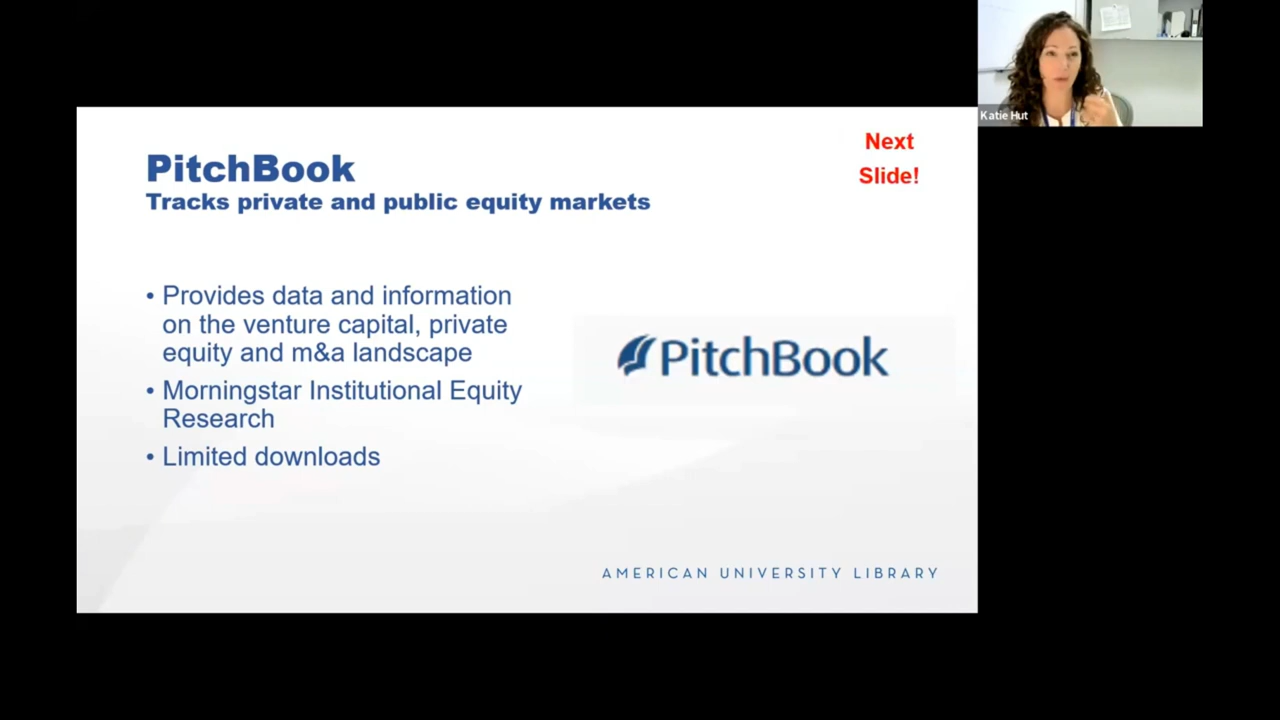 Katie Hut
Next
Slide!
PitchBook
Tracks private and public equity markets
• Provides data and information
on the venture capital, private
equity and m&a landscape
• Morningstar Institutional Equity
Research
• Limited downloads
PitchBook
AMERICAN UNIVERSITY LIBRARY